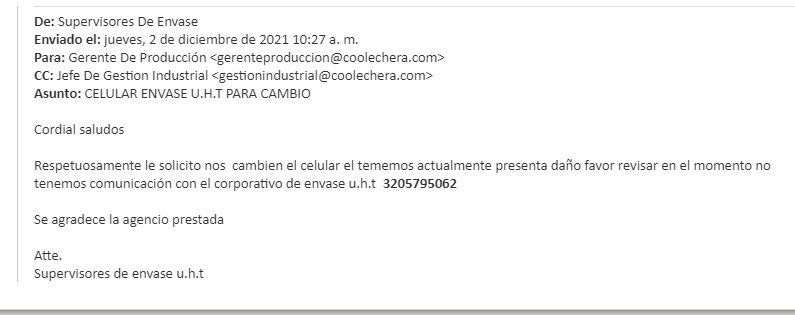 De: Supervisores De Envase
Enviado el: jueves, 2 de diciembre de 2021 10:27 a. m.
Para: Gerente De Producción <gerenteproduccion@coolechera.com>
CC: Jefe De Gestion Industrial <gestionindustrial@coolechera.com>
Asunto: CELULAR ENVASE U.H.T PARA CAMBIO
Cordial saludos
Respetuosamente le solicito nos cambien el celular el tememos actualmente presenta daño favor revisar en el momento no
tenemos comunicación con el corporativo de envase u.h.t 3205795062
Se agradece la agencio prestada
Atte.
Supervisores de envase u.h.t